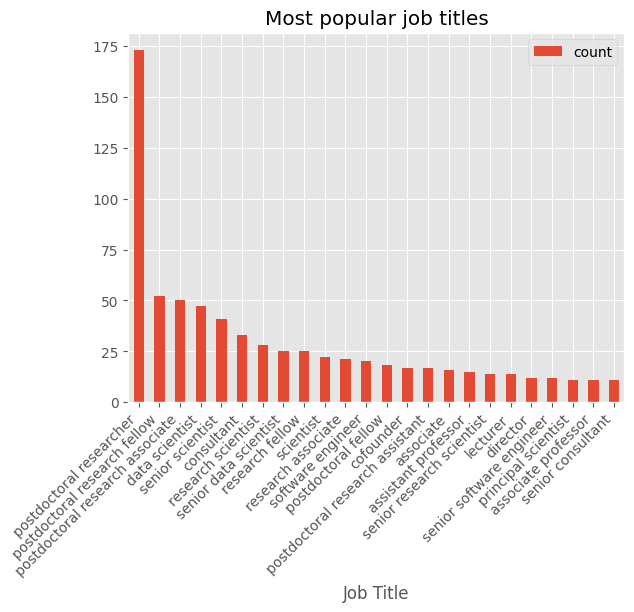 Most popular job titles
count
175
150
125
100
75
50
25
0
postdoctoral researcher
postdoctoral research fellow
postdoctoral research associate
data scientist
senior scientist
consultant
research scientist
senior data scientist
research fellow
scientist
research associate
software engineer
postdoctoral fellow
cofounder
postdoctoral research assistant
associate
assistant professor
senior research scientist
lecturer
director
senior software engineer
principal scientist
associate professor
senior consultant
Job Title